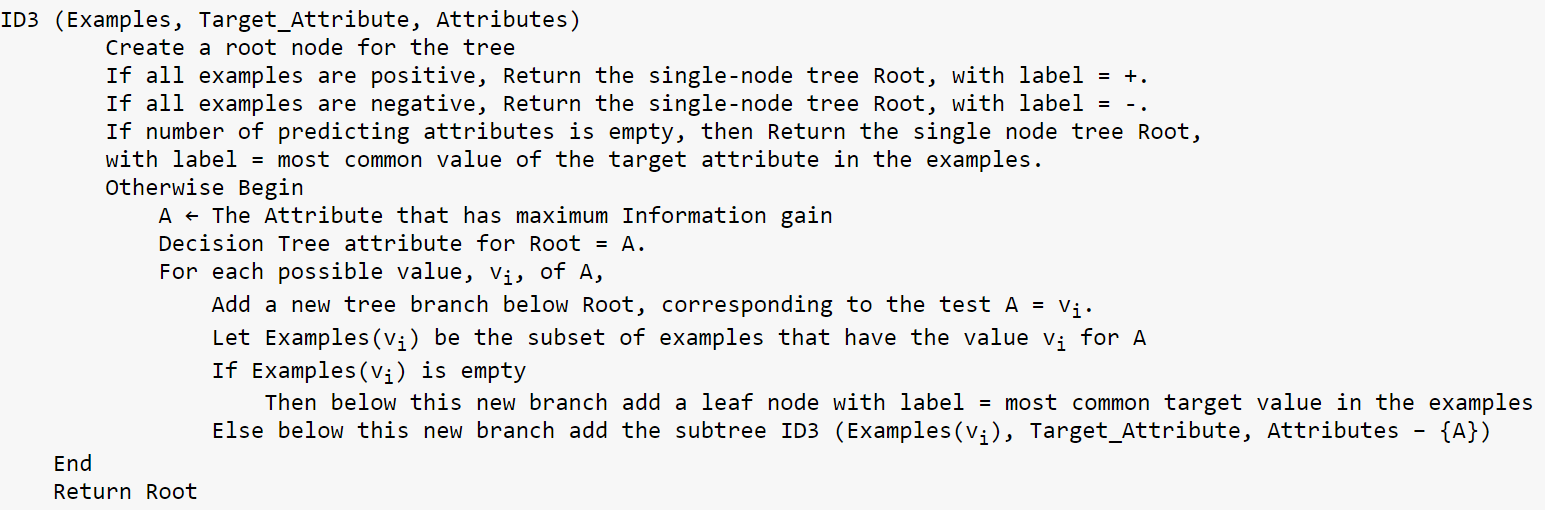 ID3 (Examples, Target_Attribute, Attributes)
Create a root node for the tree
If all examples are positive, Return the single-node tree Root, with label = +.
If all examples are negative, Return the single-node tree Root, with label = -.
If number of predicting attributes is empty, then Return the single node tree Root,
with label = most common value of the target attribute in the examples.
Otherwise Begin
A ← The Attribute that has maximum Information gain
Decision Tree attribute for Root = A.
For each possible value, vᵢ, of A,
Add a new tree branch below Root, corresponding to the test A = vᵢ.
Let Examples(vᵢ) be the subset of examples that have the value vᵢ for A
If Examples(vᵢ) is empty
Then below this new branch add a leaf node with label = most common target value in the examples
Else below this new branch add the subtree ID3 (Examples(vᵢ), Target_Attribute, Attributes – {A})
End
Return Root